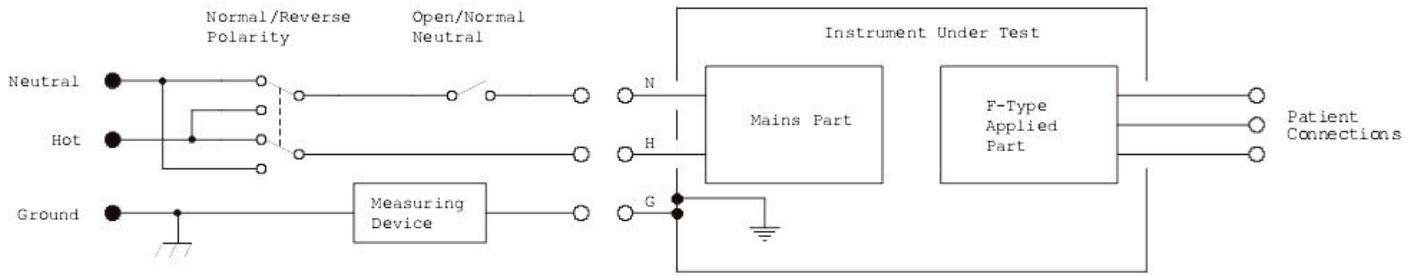 Normal/Reverse
Polarity
Open/Normal
Neutral
Instrument Under Test
Neutral
N
Mains Part
F-Type
Applied
Part
Patient
Connections
Hot
H
Ground
Measuring
Device
G